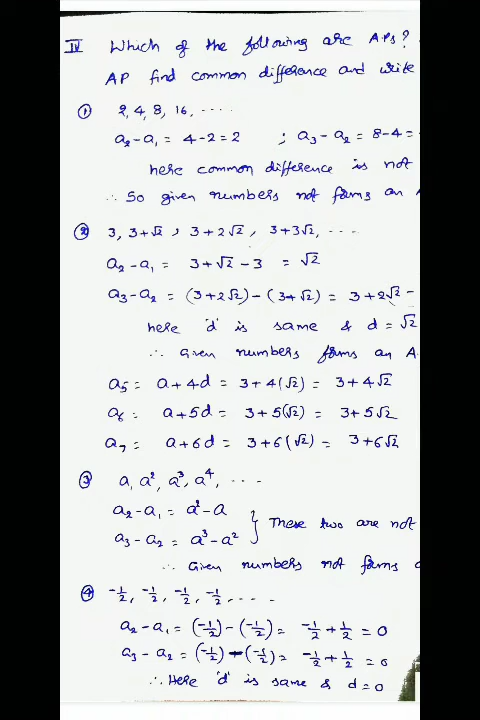 IV Which of the following are APs?
AP find common difference and write
① 2, 4, 8, 16, ....
a₂-a₁ = 4-2 = 2 ; a₃-a₂ = 8-4 =
here common difference is not
∴ So given numbers not forms an
② 3, 3+√2, 3+2√2, 3+3√2, ....
a₂-a₁ = 3+√2-3 = √2
a₃-a₂ = (3+2√2)-(3+√2) = 3+2√2-
here 'd' is same & d = √2
∴ Given numbers forms an A
a₅ = a+4d = 3+4(√2) = 3+4√2
a₆ = a+5d = 3+5(√2) = 3+5√2
a₇ = a+6d = 3+6(√2) = 3+6√2
③ a, a², a³, a⁴, ....
a₂-a₁ = a²-a
a₃-a₂ = a³-a² } These two are not
∴ Given numbers not forms
④ -1/2, -1/2, -1/2, -1/2, ....
a₂-a₁ = (-1/2)-(-1/2) = -1/2+1/2 = 0
a₃-a₂ = (-1/2)-(-1/2) = -1/2+1/2 = 0
∴ Here 'd' is same & d=0